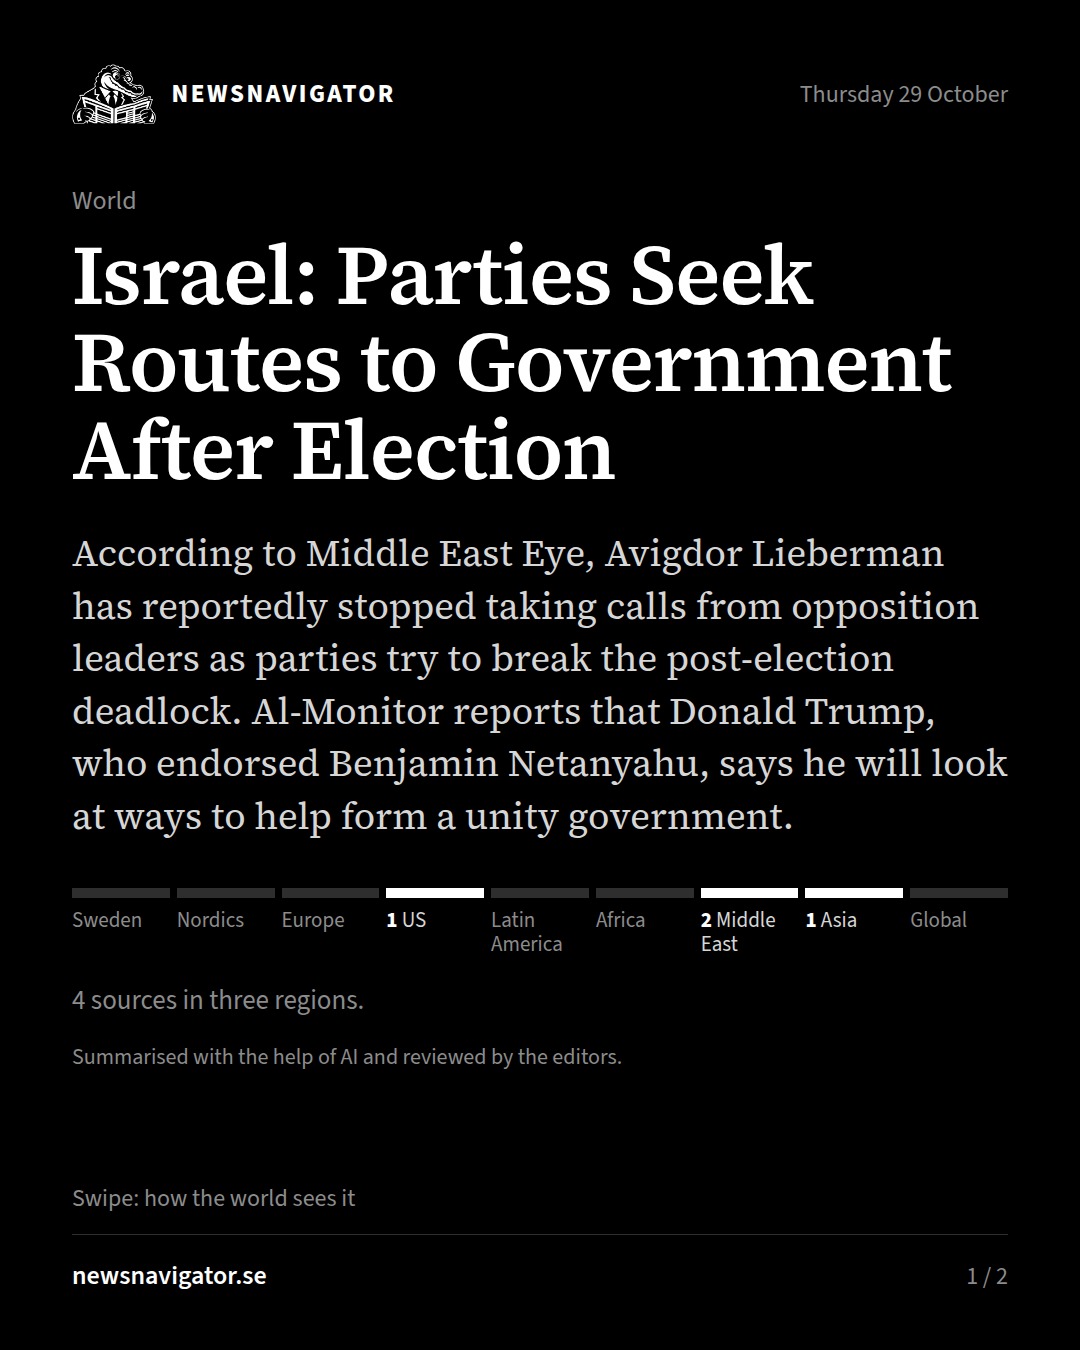 NEWSNAVIGATOR
Thursday 29 October
World
Israel: Parties Seek
Routes to Government
After Election
According to Middle East Eye, Avigdor Lieberman
has reportedly stopped taking calls from opposition
leaders as parties try to break the post-election
deadlock. Al-Monitor reports that Donald Trump,
who endorsed Benjamin Netanyahu, says he will look
at ways to help form a unity government.
Sweden
Nordics
Europe
1 US
Latin
America
Africa
2 Middle
East
1 Asia
Global
4 sources in three regions.
Summarised with the help of AI and reviewed by the editors.
Swipe: how the world sees it
newsnavigator.se
1 / 2